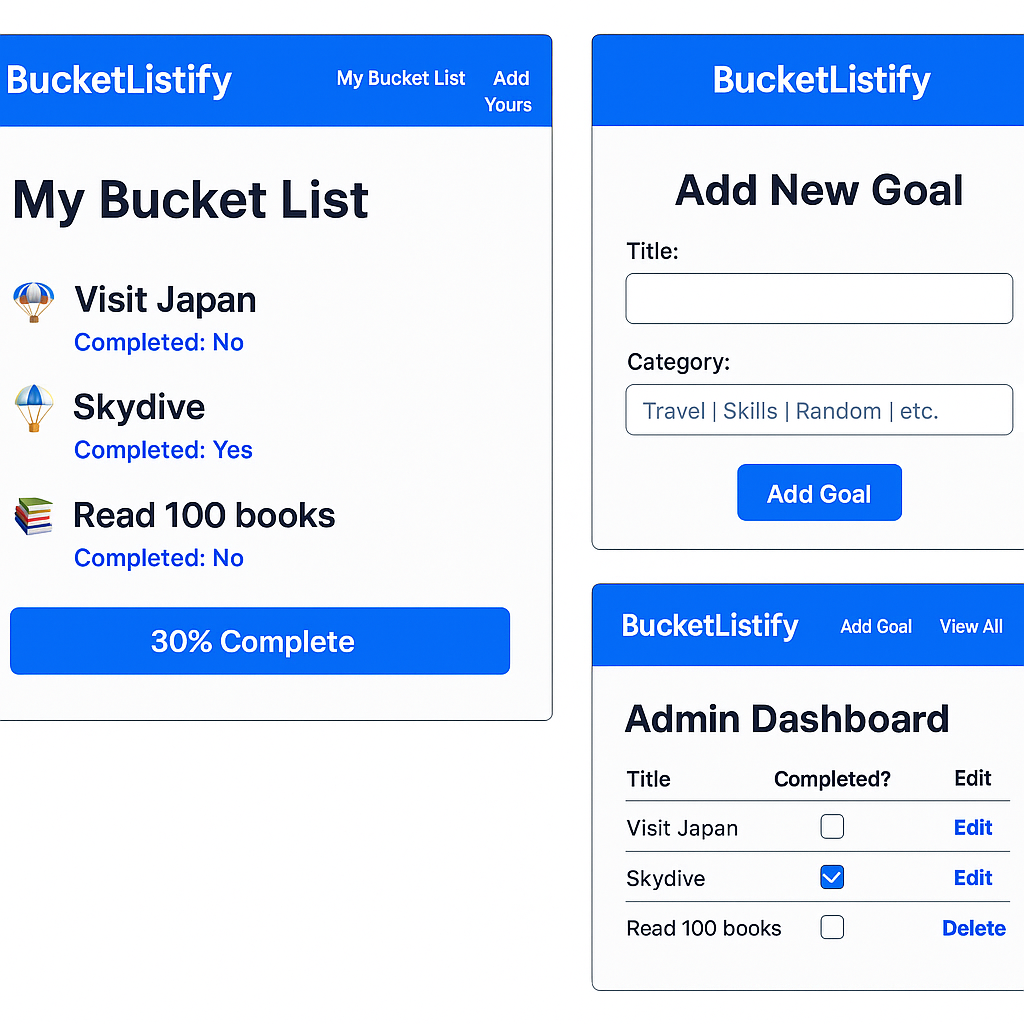 BucketListify
My Bucket List
Add
Yours
My Bucket List
Visit Japan
Completed: No
Skydive
Completed: Yes
Read 100 books
Completed: No
30% Complete
BucketListify
Add New Goal
Title:
Category:
Travel | Skills | Random | etc.
Add Goal
BucketListify Add Goal View All
Admin Dashboard
Title Completed? Edit
Visit Japan Edit
Skydive Edit
Read 100 books Delete